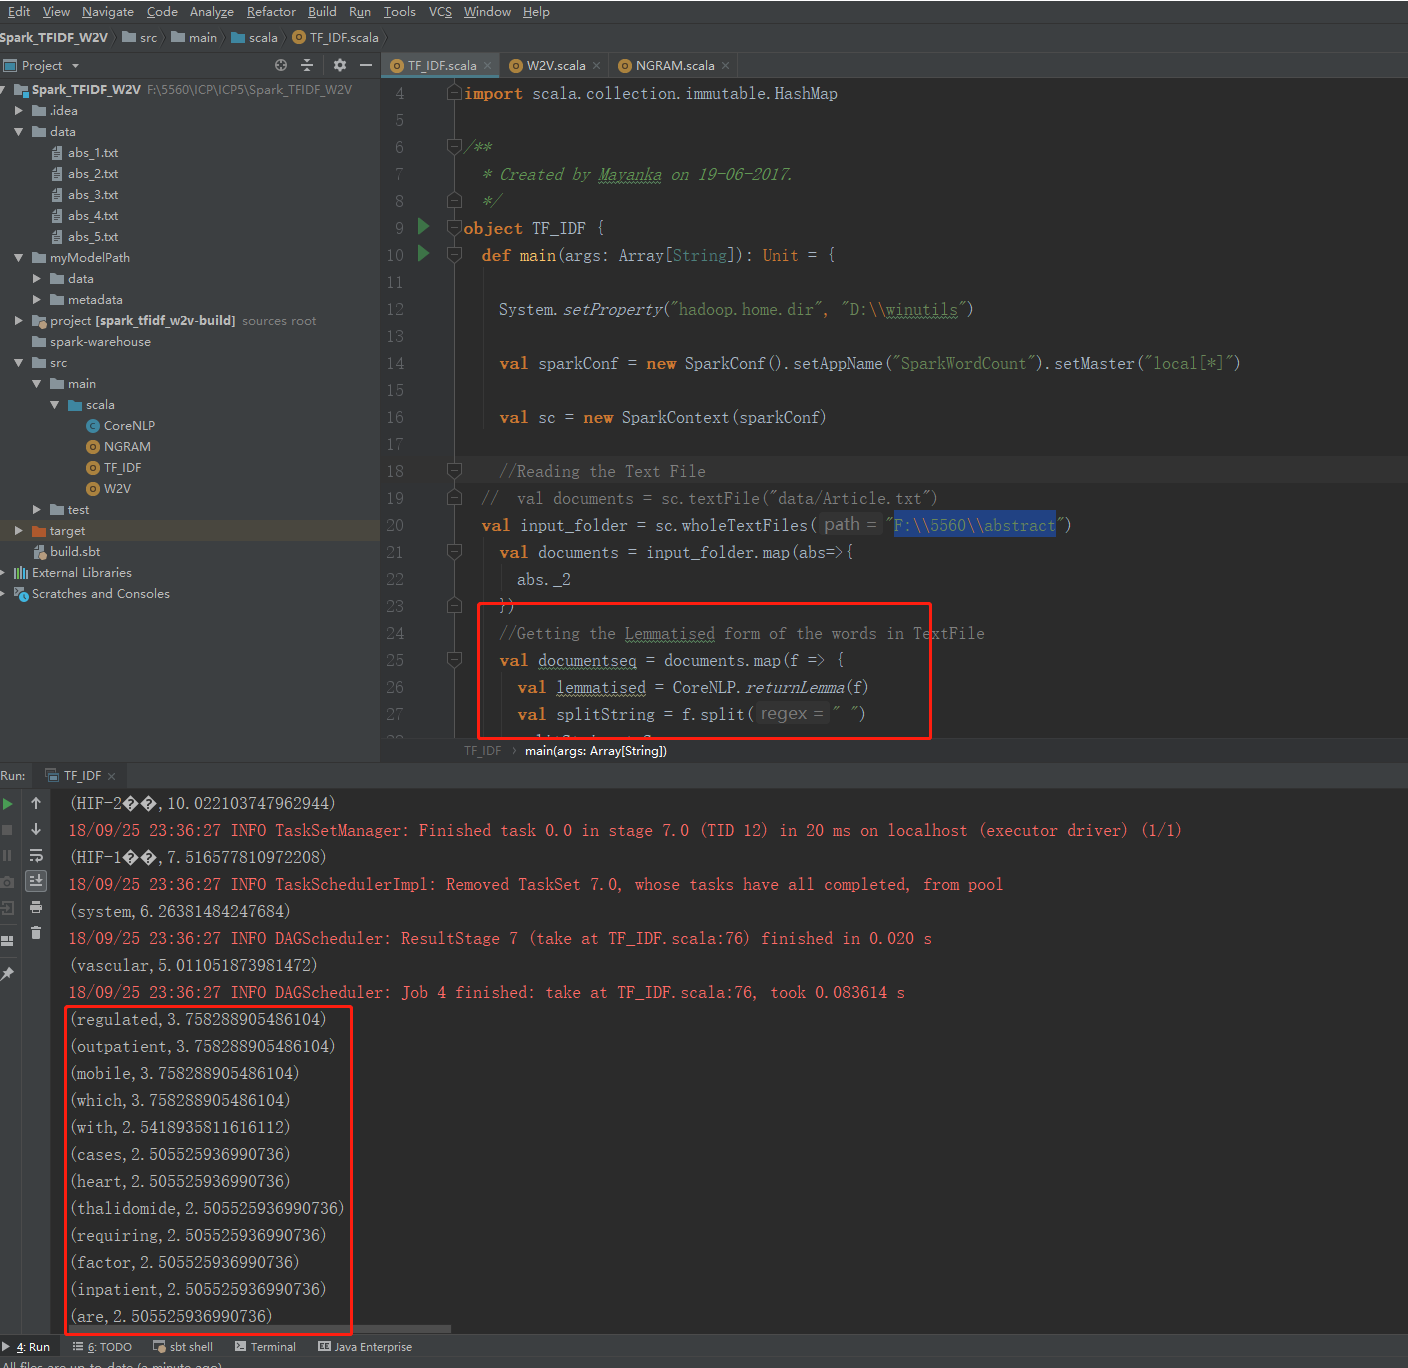 Edit View Navigate Code Analyze Refactor Build Run Tools VCS Window Help
Spark_TFIDF_W2V src main scala TF_IDF.scala
Project
TF_IDF.scala W2V.scala NGRAM.scala
Spark_TFIDF_W2V F:\5560\ICP\ICP5\Spark_TFIDF_W2V
.idea
data
abs_1.txt
abs_2.txt
abs_3.txt
abs_4.txt
abs_5.txt
myModelPath
data
metadata
project [spark_tfidf_w2v-build] sources root
spark-warehouse
src
main
scala
CoreNLP
NGRAM
TF_IDF
W2V
test
target
build.sbt
External Libraries
Scratches and Consoles
4 import scala.collection.immutable.HashMap
5
6 /**
7 * Created by Mayanka on 19-06-2017.
8 */
9 object TF_IDF {
10 def main(args: Array[String]): Unit = {
11
12 System.setProperty("hadoop.home.dir", "D:\\winutils")
13
14 val sparkConf = new SparkConf().setAppName("SparkWordCount").setMaster("local[*]")
15
16 val sc = new SparkContext(sparkConf)
17
18 //Reading the Text File
19 // val documents = sc.textFile("data/Article.txt")
20 val input_folder = sc.wholeTextFiles( path = "F:\\5560\\abstract")
21 val documents = input_folder.map(abs=>{
22 abs._2
23 })
24 //Getting the Lemmatised form of the words in TextFile
25 val documentseq = documents.map(f => {
26 val lemmatised = CoreNLP.returnLemma(f)
27 val splitString = f.split( regex = " ")
TF_IDF › main(args: Array[String])
Run: TF_IDF
(HIF-2��,10.022103747962944)
18/09/25 23:36:27 INFO TaskSetManager: Finished task 0.0 in stage 7.0 (TID 12) in 20 ms on localhost (executor driver) (1/1)
(HIF-1��,7.516577810972208)
18/09/25 23:36:27 INFO TaskSchedulerImpl: Removed TaskSet 7.0, whose tasks have all completed, from pool
(system,6.26381484247684)
18/09/25 23:36:27 INFO DAGScheduler: ResultStage 7 (take at TF_IDF.scala:76) finished in 0.020 s
(vascular,5.011051873981472)
18/09/25 23:36:27 INFO DAGScheduler: Job 4 finished: take at TF_IDF.scala:76, took 0.083614 s
(regulated,3.758288905486104)
(outpatient,3.758288905486104)
(mobile,3.758288905486104)
(which,3.758288905486104)
(with,2.5418935811616112)
(cases,2.505525936990736)
(heart,2.505525936990736)
(thalidomide,2.505525936990736)
(requiring,2.505525936990736)
(factor,2.505525936990736)
(inpatient,2.505525936990736)
(are,2.505525936990736)
4: Run 6: TODO sbt shell Terminal Java Enterprise
All files are up-to-date (a minute ago)